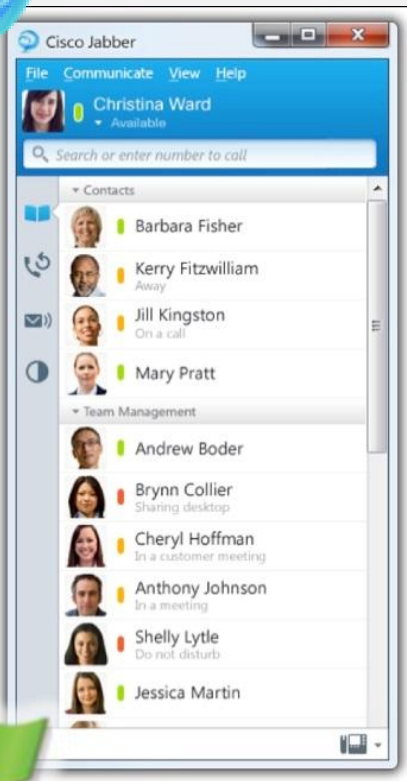 Cisco Jabber
File Communicate View Help
Christina Ward
Available
Search or enter number to call
Contacts
Barbara Fisher
Kerry Fitzwilliam
Away
Jill Kingston
On a call
Mary Pratt
Team Management
Andrew Boder
Brynn Collier
Sharing desktop
Cheryl Hoffman
In a customer meeting
Anthony Johnson
In a meeting
Shelly Lytle
Do not disturb
Jessica Martin